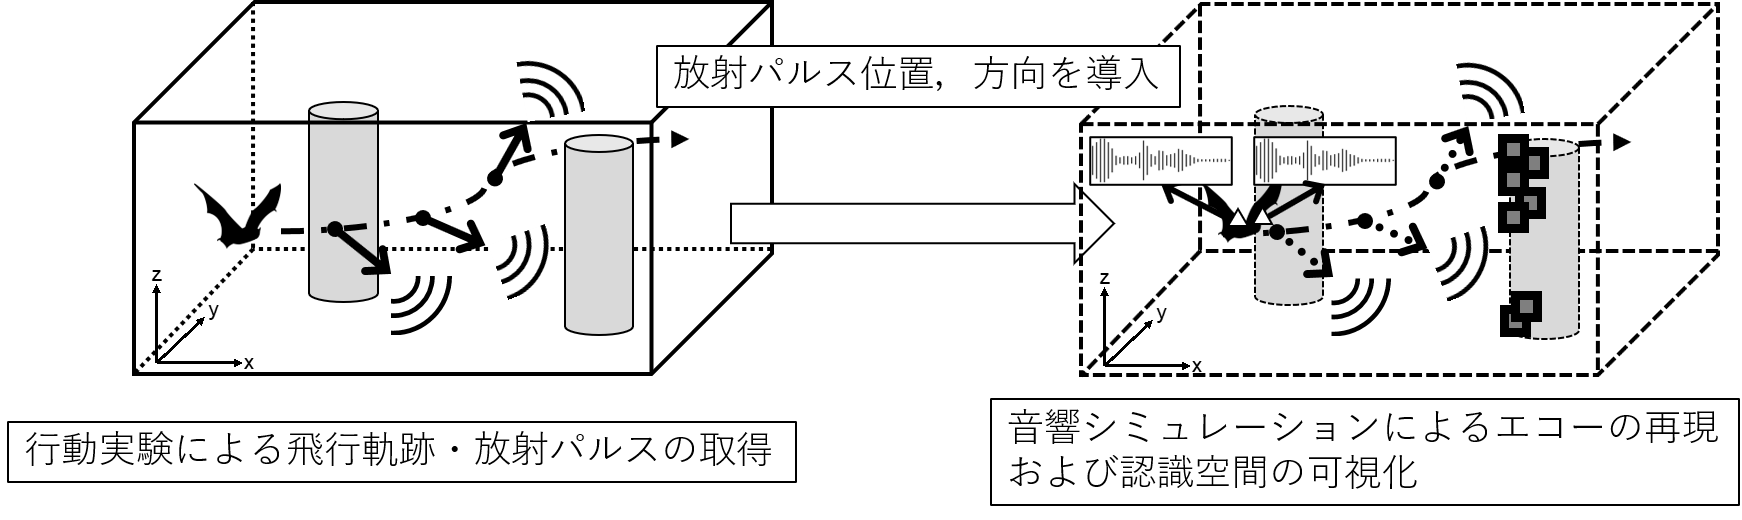 放射パルス位置，方向を導入
z
y
x
z
y
x
行動実験による飛行軌跡・放射パルスの取得
音響シミュレーションによるエコーの再現
および認識空間の可視化